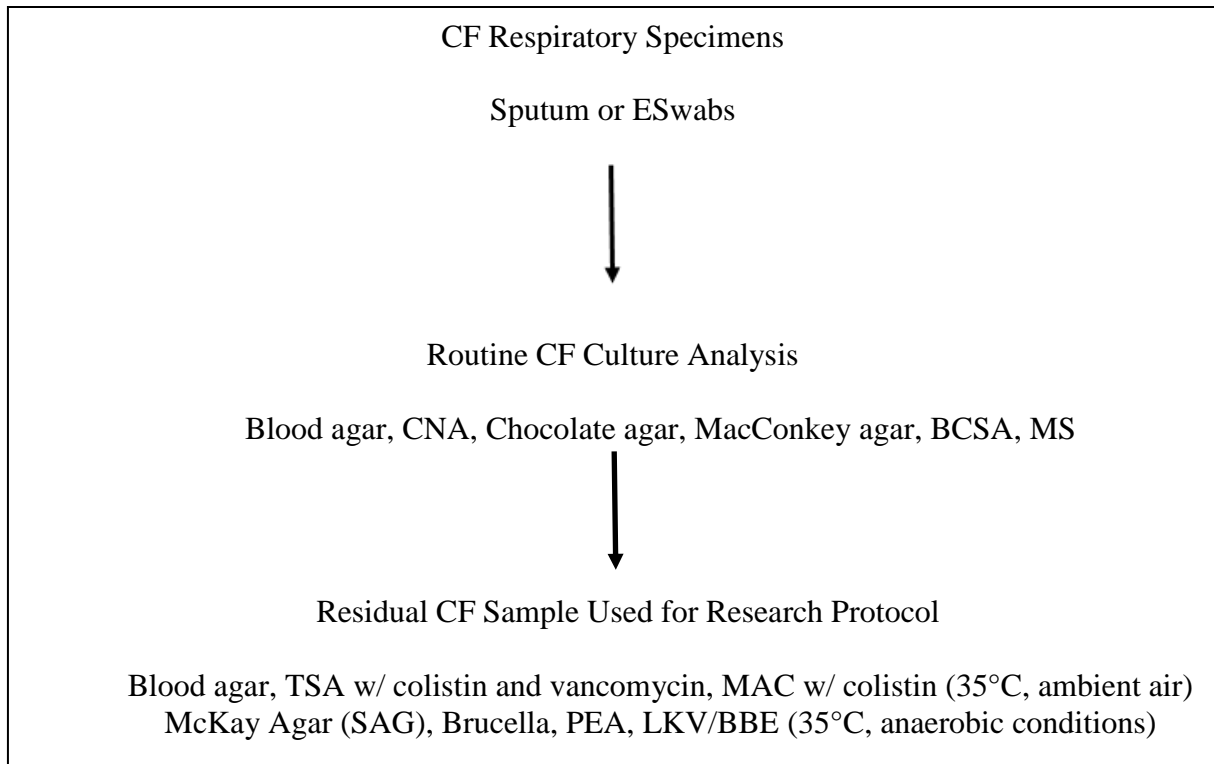 CF Respiratory Specimens
Sputum or ESwabs
Routine CF Culture Analysis
Blood agar, CNA, Chocolate agar, MacConkey agar, BCSA, MS
Residual CF Sample Used for Research Protocol
Blood agar, TSA w/ colistin and vancomycin, MAC w/ colistin (35°C, ambient air)
McKay Agar (SAG), Brucella, PEA, LKV/BBE (35°C, anaerobic conditions)